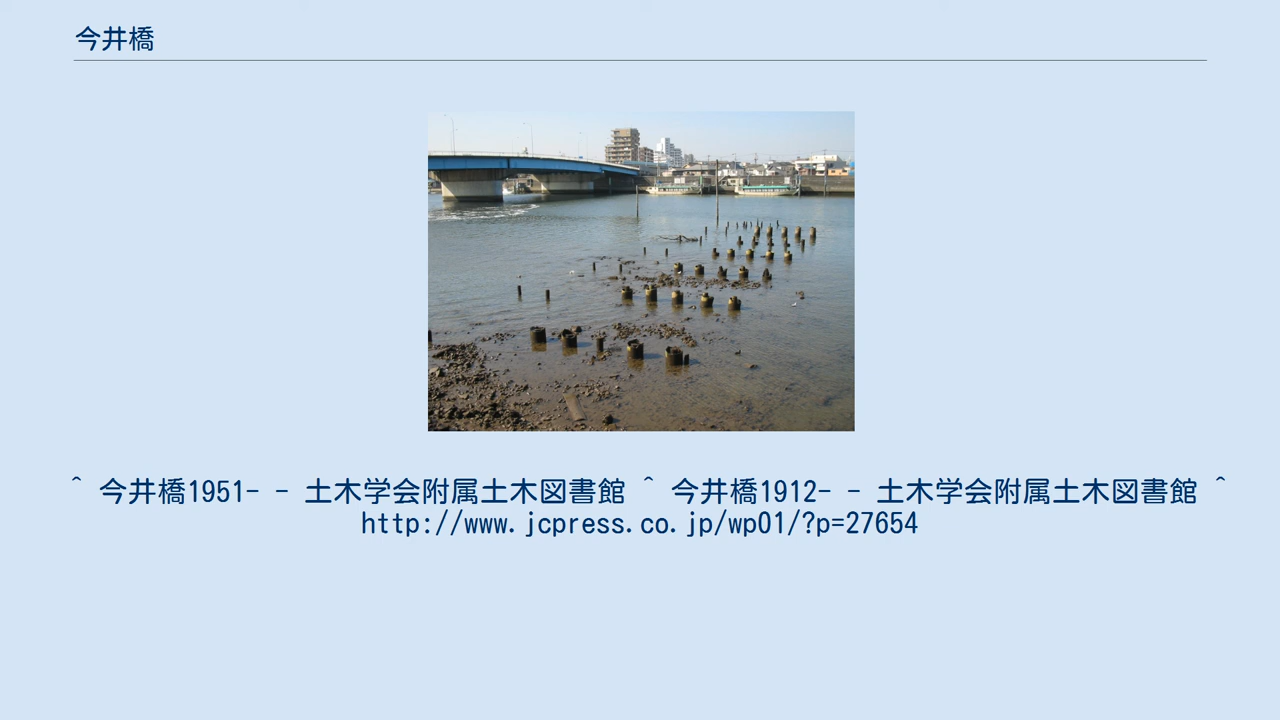 今井橋
^ 今井橋1951- - 土木学会附属土木図書館 ^ 今井橋1912- - 土木学会附属土木図書館 ^
http://www.jcpress.co.jp/wp01/?p=27654